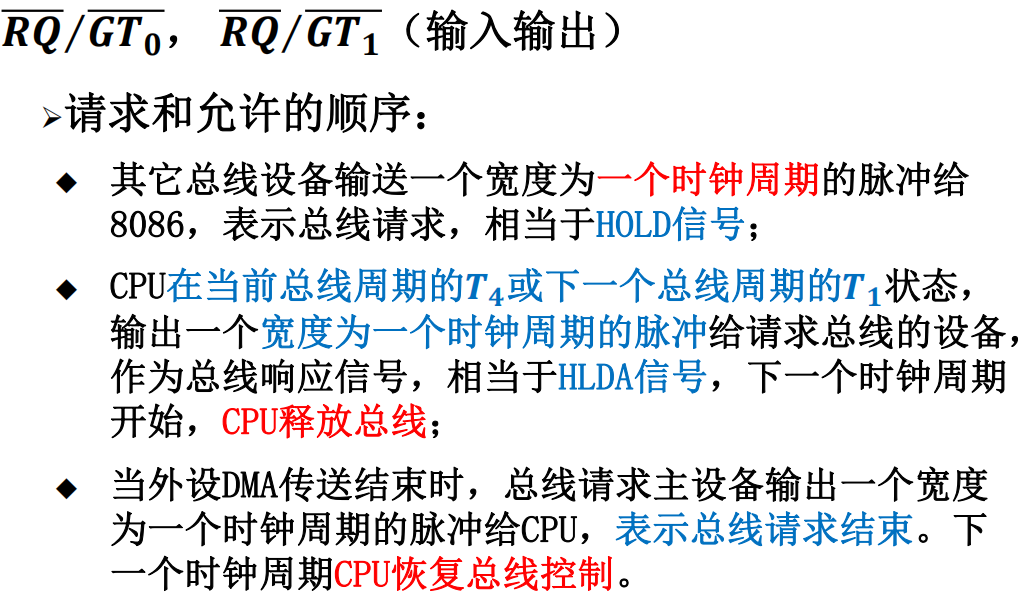 $\overline{RQ}/\overline{GT_0}$， $\overline{RQ}/\overline{GT_1}$（输入输出）
➢请求和允许的顺序：
◆ 其它总线设备输送一个宽度为一个时钟周期的脉冲给
8086，表示总线请求，相当于HOLD信号；
◆ CPU在当前总线周期的$T_4$或下一个总线周期的$T_1$状态，
输出一个宽度为一个时钟周期的脉冲给请求总线的设备，
作为总线响应信号，相当于HLDA信号，下一个时钟周期
开始，CPU释放总线；
◆ 当外设DMA传送结束时，总线请求主设备输出一个宽度
为一个时钟周期的脉冲给CPU，表示总线请求结束。下
一个时钟周期CPU恢复总线控制。